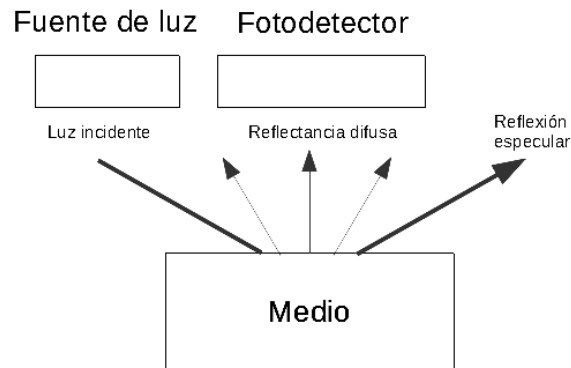 Fuente de luz
Fotodetector
Luz incidente
Reflectancia difusa
Reflexión
especular
Medio